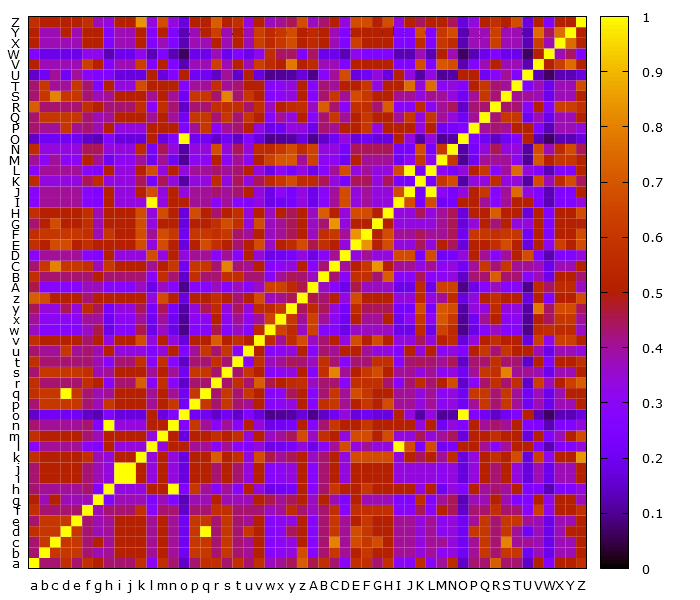 Z
Y
X
W
V
U
T
S
R
Q
P
O
N
M
L
K
J
I
H
G
F
E
D
C
B
A
z
y
x
w
v
u
t
s
r
q
p
o
n
m
l
k
j
i
h
g
f
e
d
c
b
a
a b c d e f g h i j k l m n o p q r s t u v w x y z A B C D E F G H I J K L M N O P Q R S T U V W X Y Z
1
0.9
0.8
0.7
0.6
0.5
0.4
0.3
0.2
0.1
0